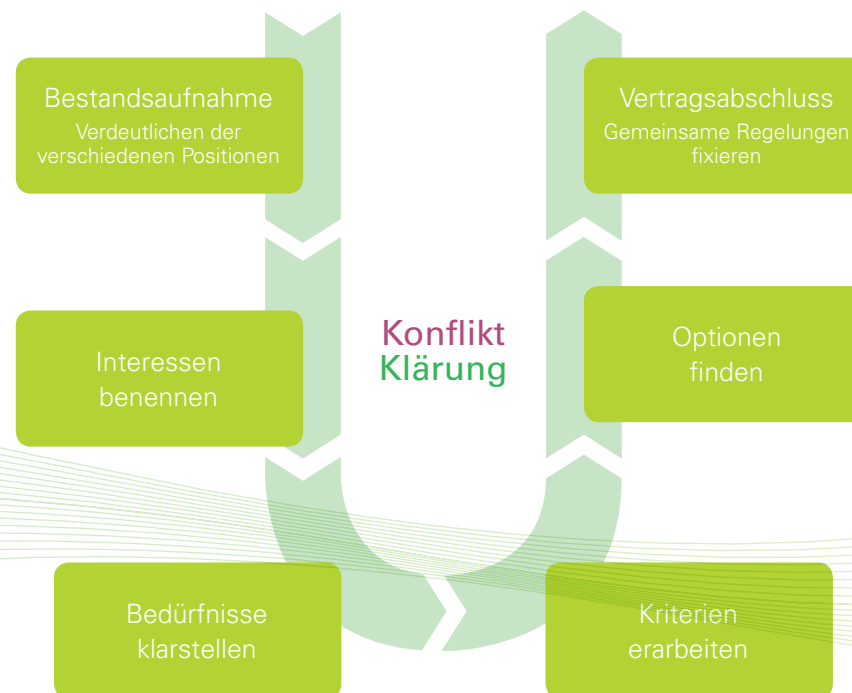 Bestandsaufnahme
Verdeutlichen der
verschiedenen Positionen
Interessen
benennen
Bedürfnisse
klarstellen
Konflikt
Klärung
Kriterien
erarbeiten
Optionen
finden
Vertragsabschluss
Gemeinsame Regelungen
fixieren